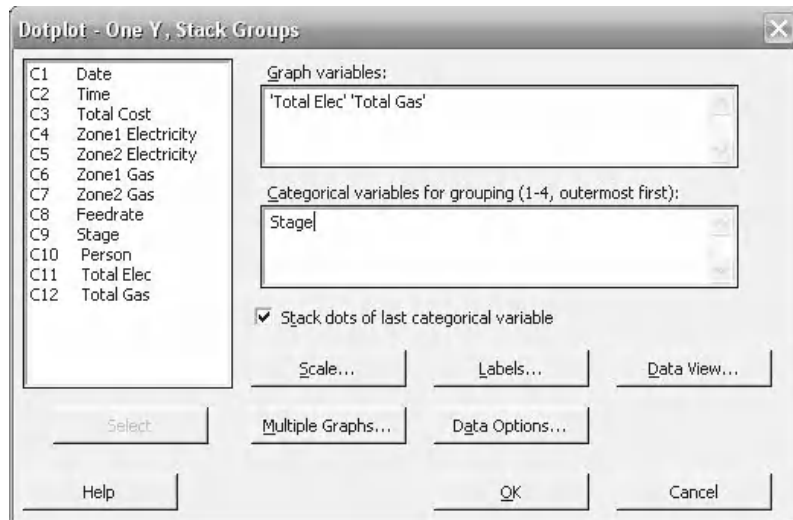 Dotplot - One Y, Stack Groups
C1 Date
C2 Time
C3 Total Cost
C4 Zone1 Electricity
C5 Zone2 Electricity
C6 Zone1 Gas
C7 Zone2 Gas
C8 Feedrate
C9 Stage
C10 Person
C11 Total Elec
C12 Total Gas
Graph variables:
'Total Elec' 'Total Gas'
Categorical variables for grouping (1-4, outermost first):
Stage
Stack dots of last categorical variable
Scale...
Labels...
Data View...
Select
Multiple Graphs...
Data Options...
Help
OK
Cancel